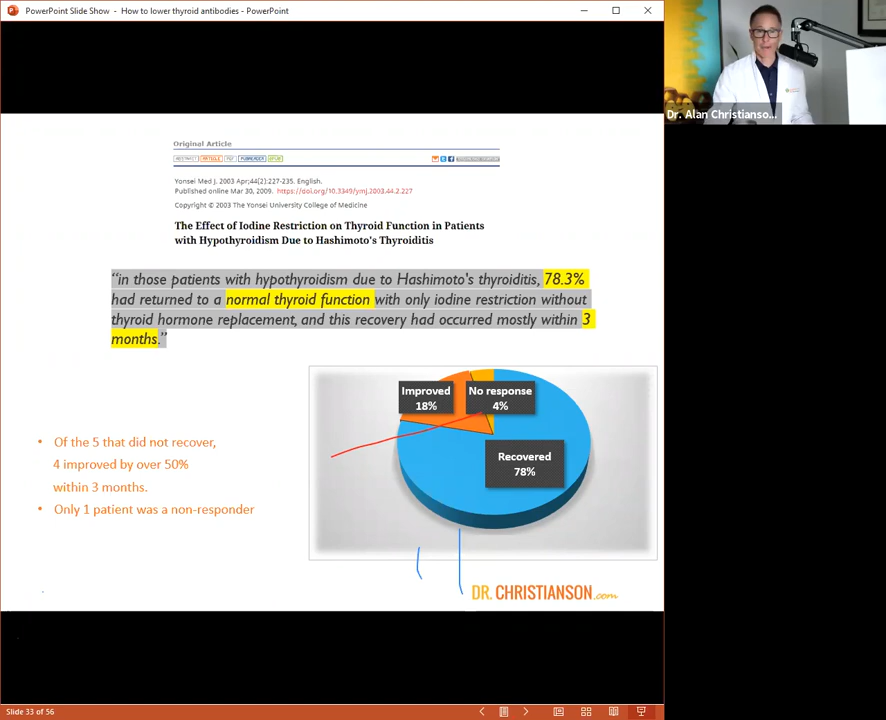 PowerPoint Slide Show - How to lower thyroid antibodies - PowerPoint
Dr. Alan Christianso...
Original Article
ABSTRACT ARTICLE PDF PUBREADER EPUB
Yonsei Med J. 2003 Apr;44(2):227-235. English.
Published online Mar 30, 2009. https://doi.org/10.3349/ymj.2003.44.2.227
Copyright © 2003 The Yonsei University College of Medicine
The Effect of Iodine Restriction on Thyroid Function in Patients
with Hypothyroidism Due to Hashimoto's Thyroiditis
“in those patients with hypothyroidism due to Hashimoto's thyroiditis, 78.3%
had returned to a normal thyroid function with only iodine restriction without
thyroid hormone replacement, and this recovery had occurred mostly within 3
months.”
Improved
18%
No response
4%
Recovered
78%
• Of the 5 that did not recover,
4 improved by over 50%
within 3 months.
• Only 1 patient was a non-responder
DR. CHRISTIANSON.com
Slide 33 of 56